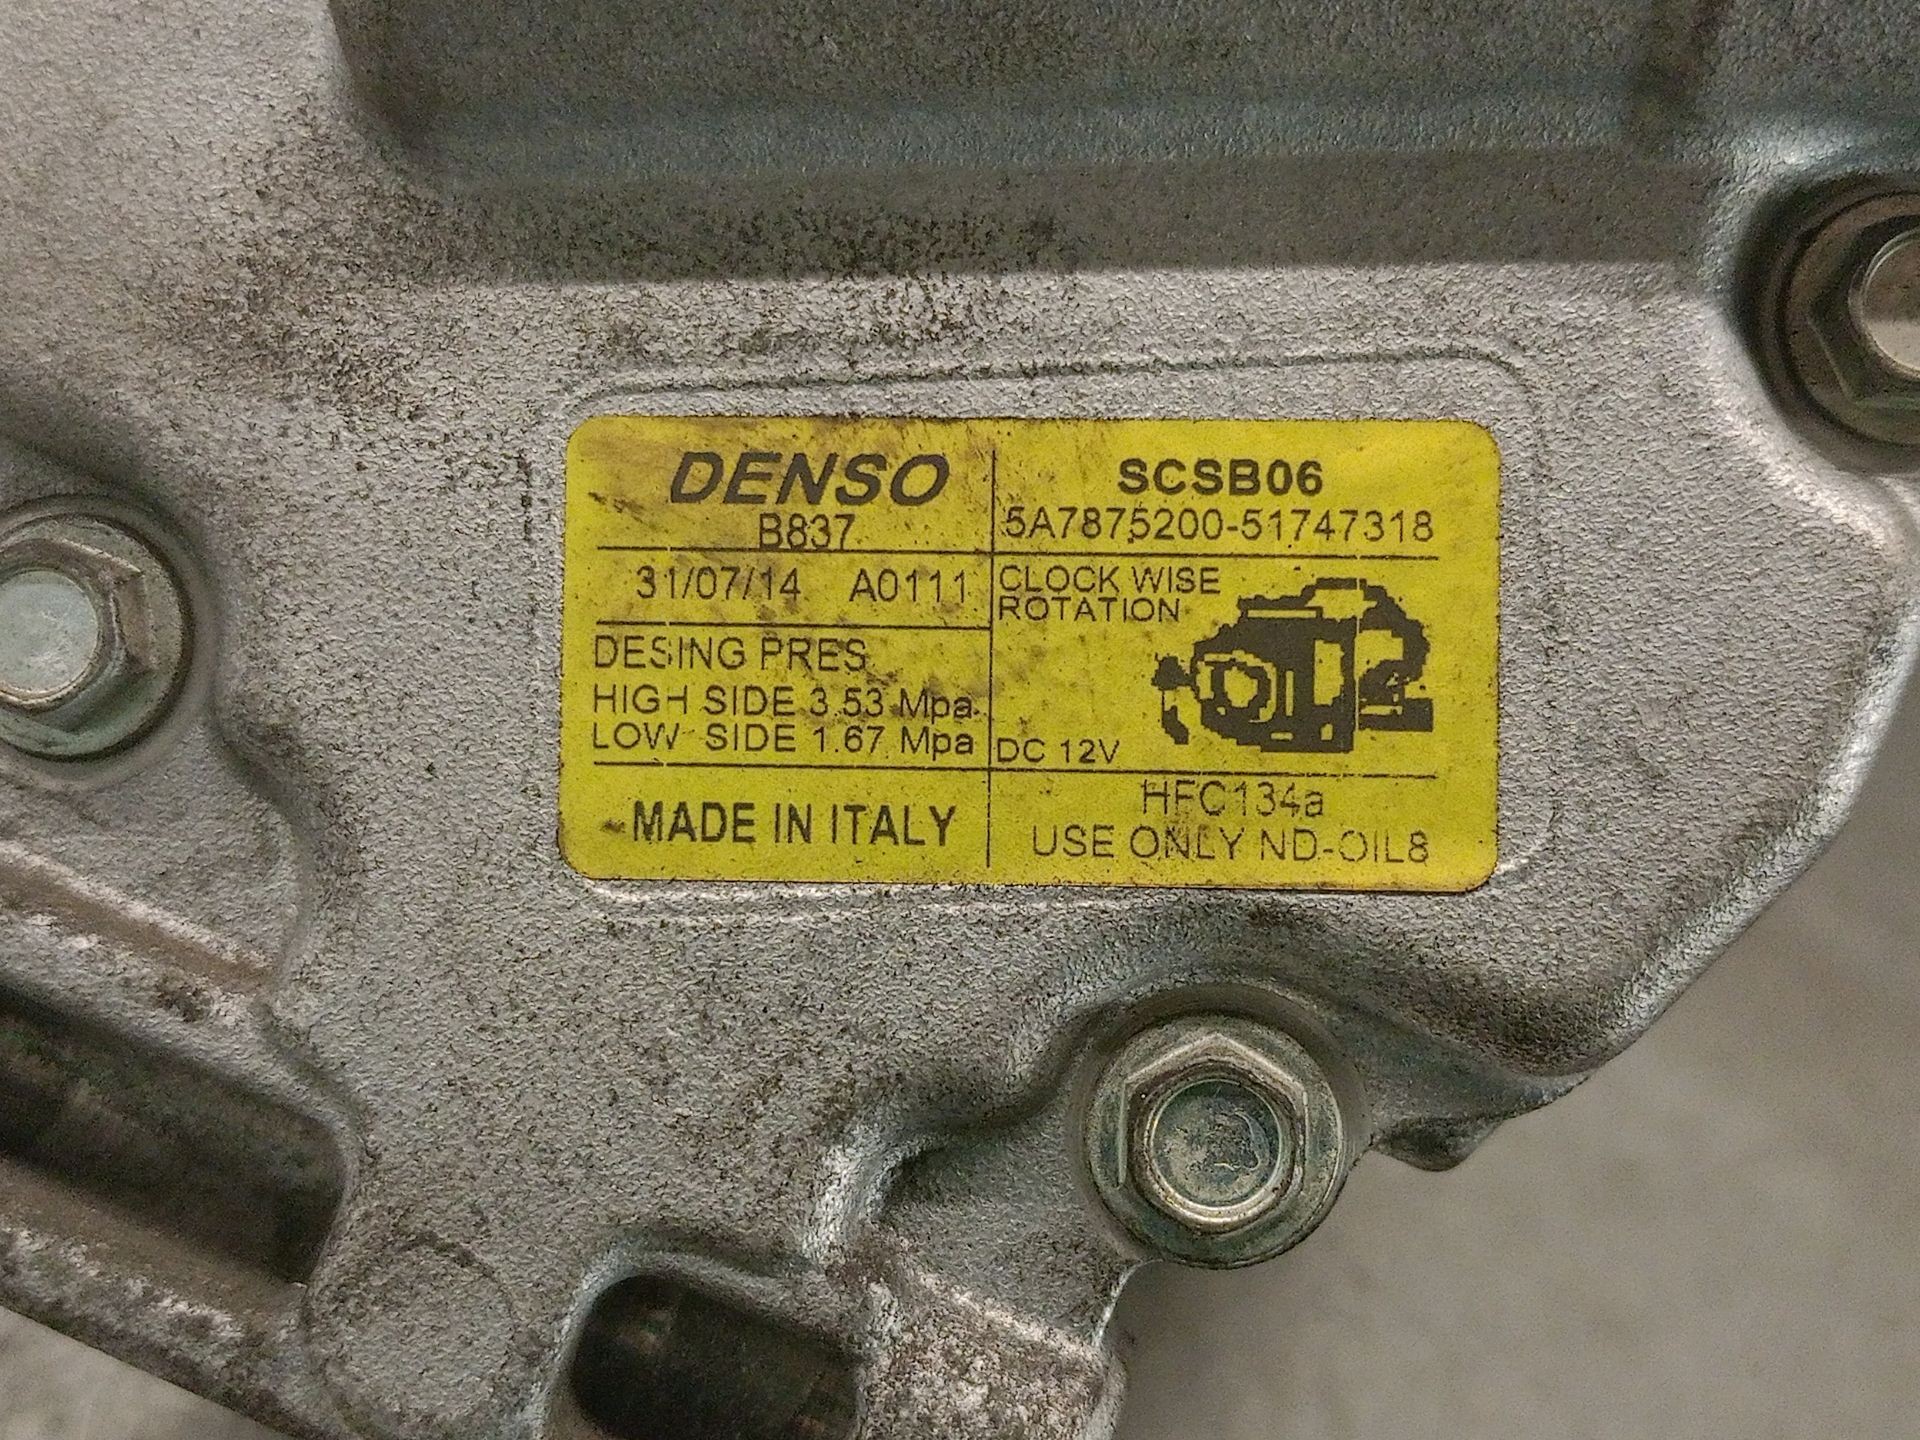 DENSO
B837
SCSB06
5A7875200-51747318
31/07/14 A0111
CLOCK WISE
ROTATION
DESING PRES
HIGH SIDE 3.53 Mpa
LOW SIDE 1.67 Mpa
DC 12V
MADE IN ITALY
HFC134a
USE ONLY ND-OIL8